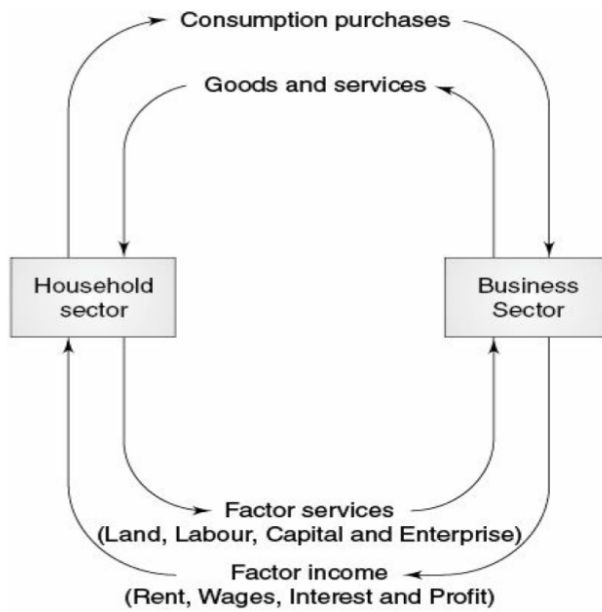 Consumption purchases
Goods and services
Household
sector
Business
Sector
Factor services
(Land, Labour, Capital and Enterprise)
Factor income
(Rent, Wages, Interest and Profit)